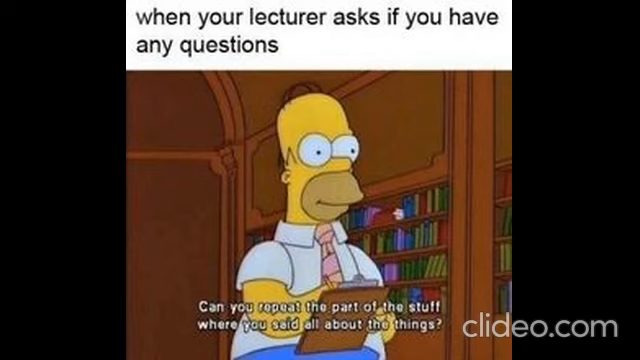 when your lecturer asks if you have
any questions
Can you repeat the part of the stuff
where you said all about the things?
clideo.com